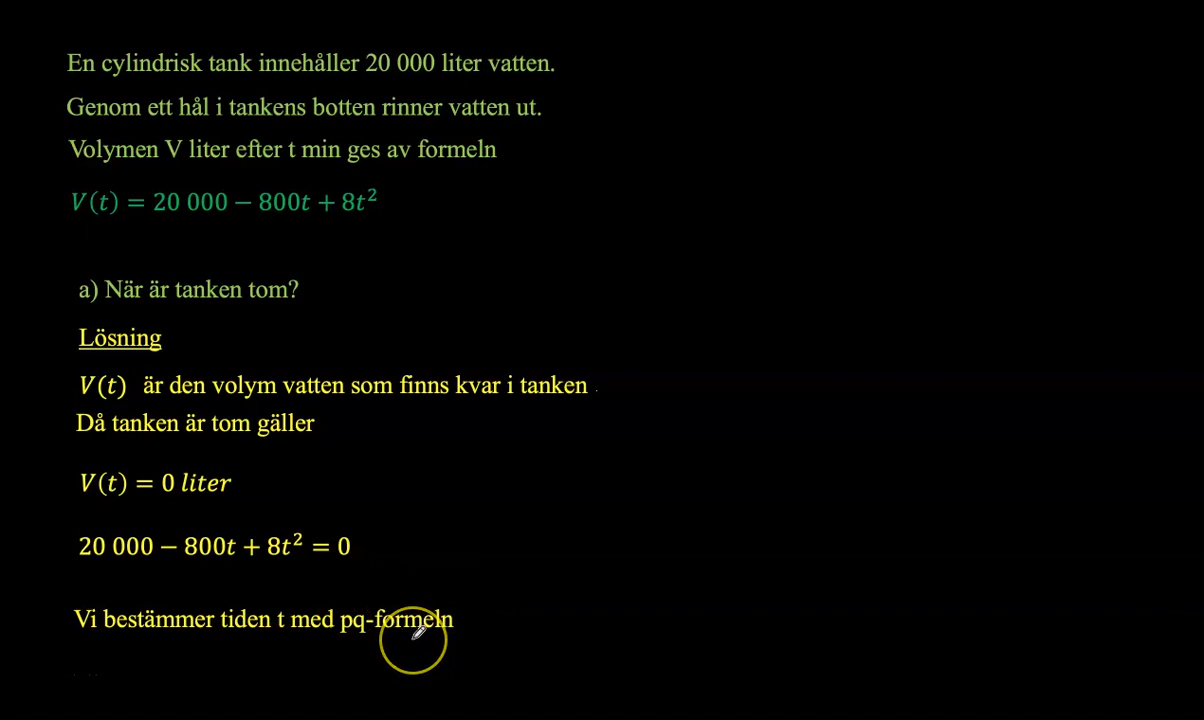 En cylindrisk tank innehåller 20 000 liter vatten.
Genom ett hål i tankens botten rinner vatten ut.
Volymen V liter efter t min ges av formeln
V(t) = 20 000 − 800t + 8t²
a) När är tanken tom?
Lösning
V(t) är den volym vatten som finns kvar i tanken
Då tanken är tom gäller
V(t) = 0 liter
20 000 − 800t + 8t² = 0
Vi bestämmer tiden t med pq-formeln